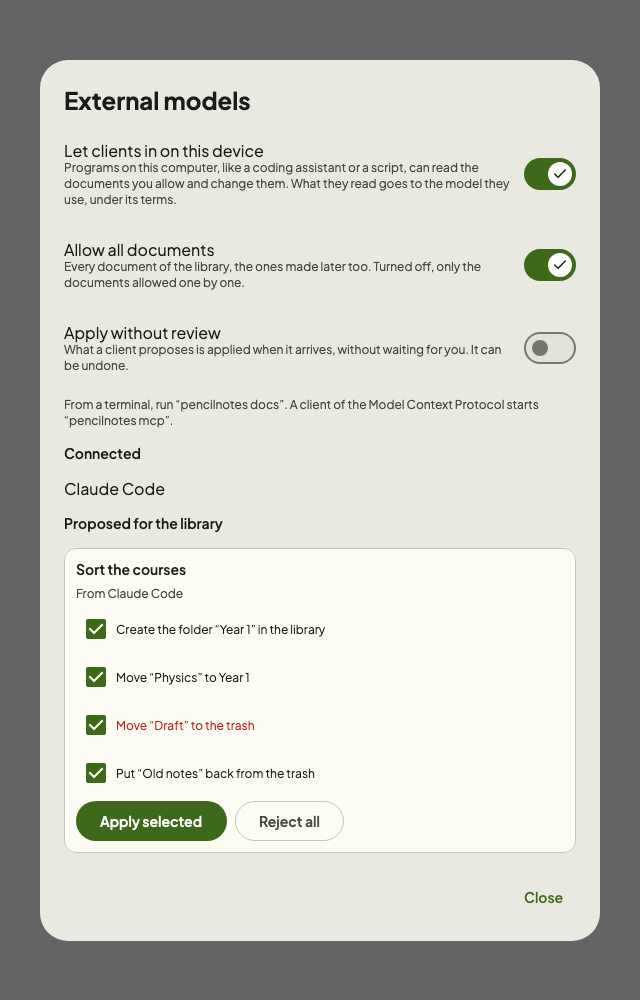 External models
Let clients in on this device
Programs on this computer, like a coding assistant or a script, can read the
documents you allow and change them. What they read goes to the model they
use, under its terms.
Allow all documents
Every document of the library, the ones made later too. Turned off, only the
documents allowed one by one.
Apply without review
What a client proposes is applied when it arrives, without waiting for you. It can
be undone.
From a terminal, run “pencilnotes docs”. A client of the Model Context Protocol starts
“pencilnotes mcp”.
Connected
Claude Code
Proposed for the library
Sort the courses
From Claude Code
Create the folder “Year 1” in the library
Move “Physics” to Year 1
Move “Draft” to the trash
Put “Old notes” back from the trash
Apply selected
Reject all
Close